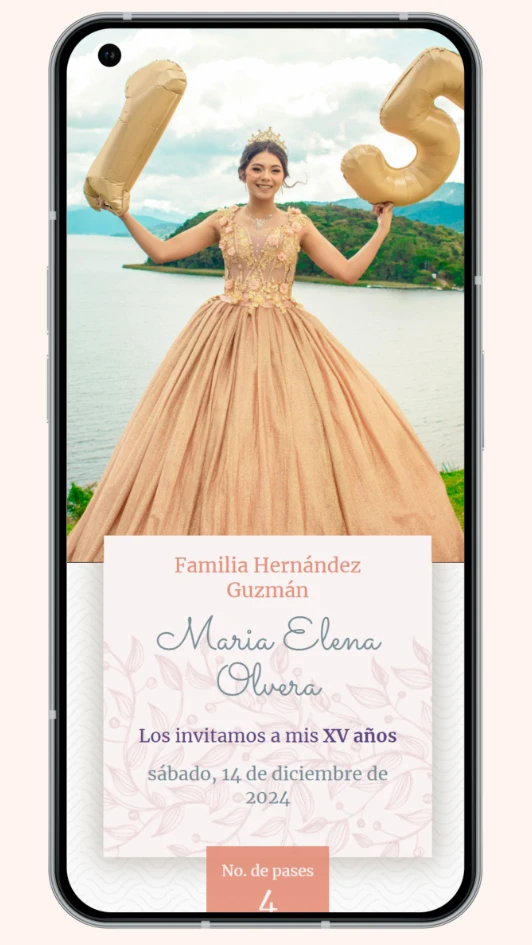 15
Familia Hernández
Guzmán
Maria Elena
Olvera
Los invitamos a mis XV años
sábado, 14 de diciembre de
2024
No. de pases
4